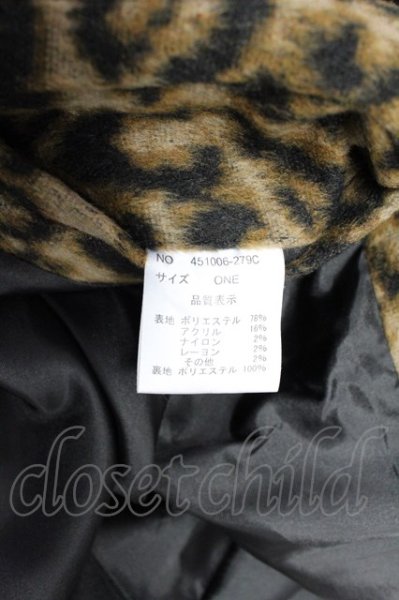 NO 451006-279C
サイズ ONE
品質表示
表地 ポリエステル 78%
アクリル 16%
ナイロン 2%
レーヨン 2%
その他 2%
裏地 ポリエステル 100%
closetchild